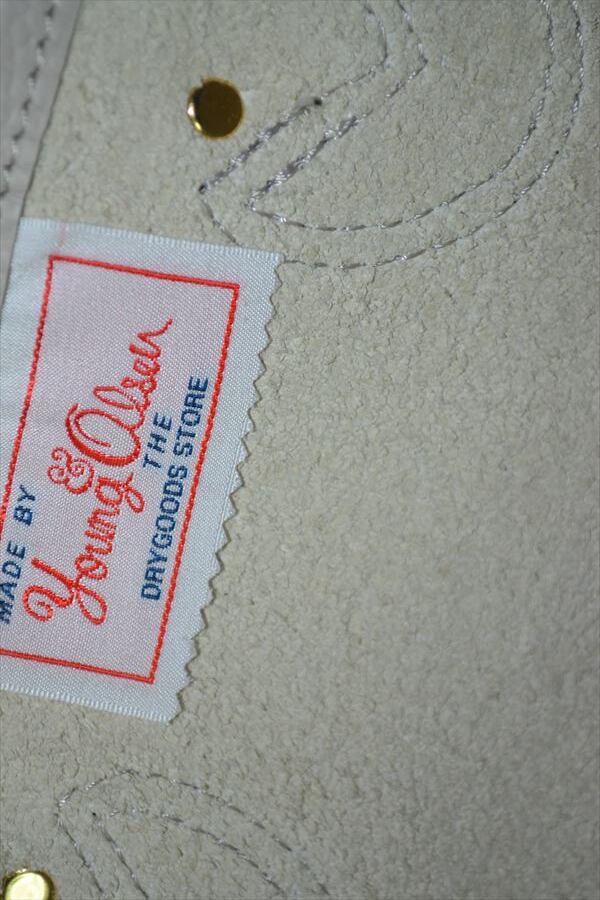 MADE BY
Young & Olsen
THE
DRYGOODS STORE